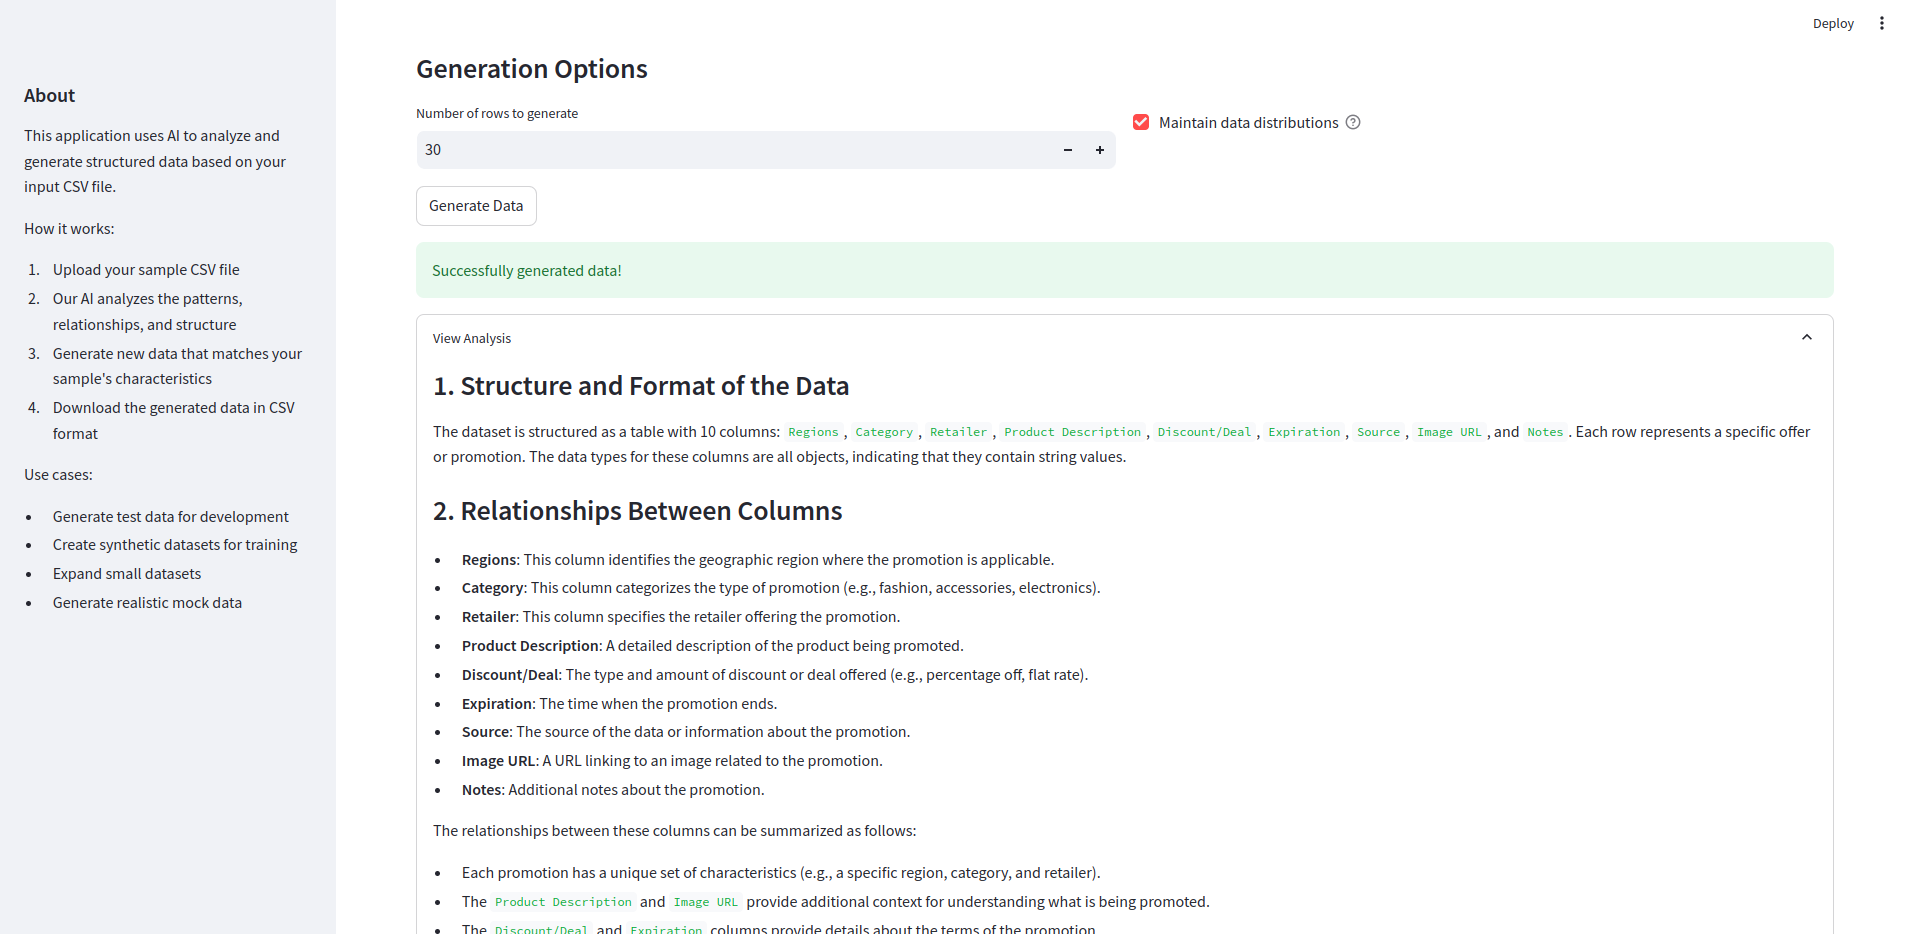 Deploy
About
This application uses AI to analyze and
generate structured data based on your
input CSV file.
How it works:
1. Upload your sample CSV file
2. Our AI analyzes the patterns,
relationships, and structure
3. Generate new data that matches your
sample's characteristics
4. Download the generated data in CSV
format
Use cases:
• Generate test data for development
• Create synthetic datasets for training
• Expand small datasets
• Generate realistic mock data
Generation Options
Number of rows to generate
30
Maintain data distributions
Generate Data
Successfully generated data!
View Analysis
1. Structure and Format of the Data
The dataset is structured as a table with 10 columns: Regions, Category, Retailer, Product Description, Discount/Deal, Expiration, Source, Image URL, and Notes. Each row represents a specific offer
or promotion. The data types for these columns are all objects, indicating that they contain string values.
2. Relationships Between Columns
• Regions: This column identifies the geographic region where the promotion is applicable.
• Category: This column categorizes the type of promotion (e.g., fashion, accessories, electronics).
• Retailer: This column specifies the retailer offering the promotion.
• Product Description: A detailed description of the product being promoted.
• Discount/Deal: The type and amount of discount or deal offered (e.g., percentage off, flat rate).
• Expiration: The time when the promotion ends.
• Source: The source of the data or information about the promotion.
• Image URL: A URL linking to an image related to the promotion.
• Notes: Additional notes about the promotion.
The relationships between these columns can be summarized as follows:
• Each promotion has a unique set of characteristics (e.g., a specific region, category, and retailer).
• The Product Description and Image URL provide additional context for understanding what is being promoted.
• The Discount/Deal and Expiration columns provide details about the terms of the promotion